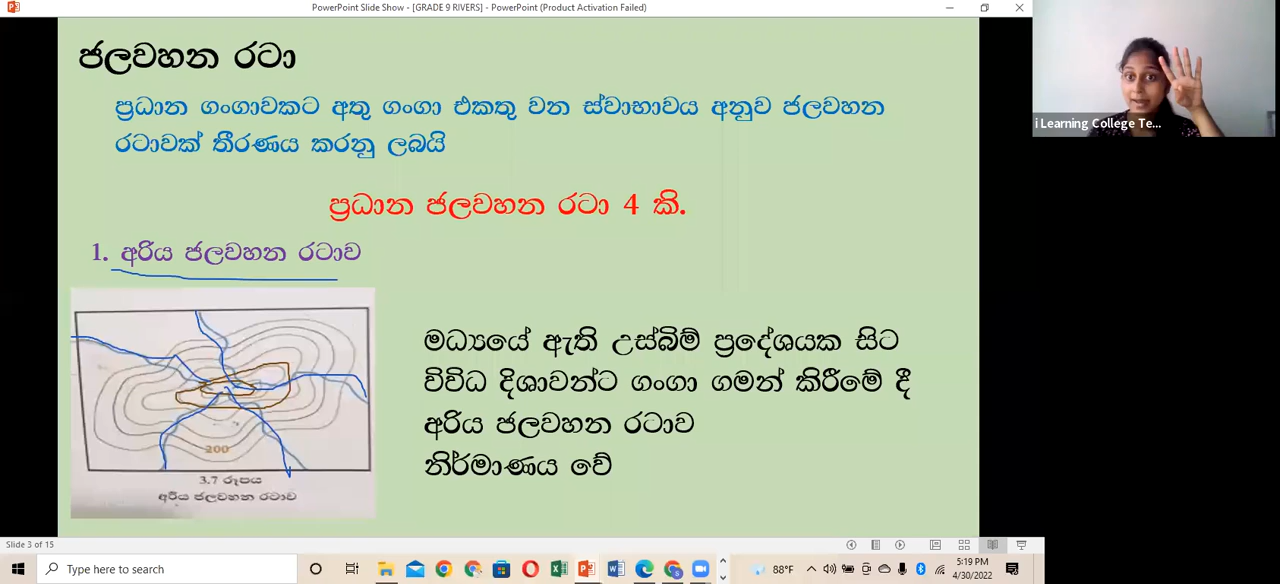 PowerPoint Slide Show - [GRADE 9 RIVERS] - PowerPoint (Product Activation Failed)
ජලවහන රටා
ප්‍රධාන ගංගාවකට අතු ගංගා එකතු වන ස්වාභාවය අනුව ජලවහන
රටාවක් තීරණය කරනු ලබයි
ප්‍රධාන ජලවහන රටා 4 කි.
1. අරිය ජලවහන රටාව
මධ්‍යයේ ඇති උස්බිම් ප්‍රදේශයක සිට
විවිධ දිශාවන්ට ගංගා ගමන් කිරීමේ දී
අරිය ජලවහන රටාව
නිර්මාණය වේ
200
3.7 රූපය
අරීය ජලවහන රටාව
i Learning College Te...
Slide 3 of 15
Type here to search
88°F
5:19 PM
4/30/2022